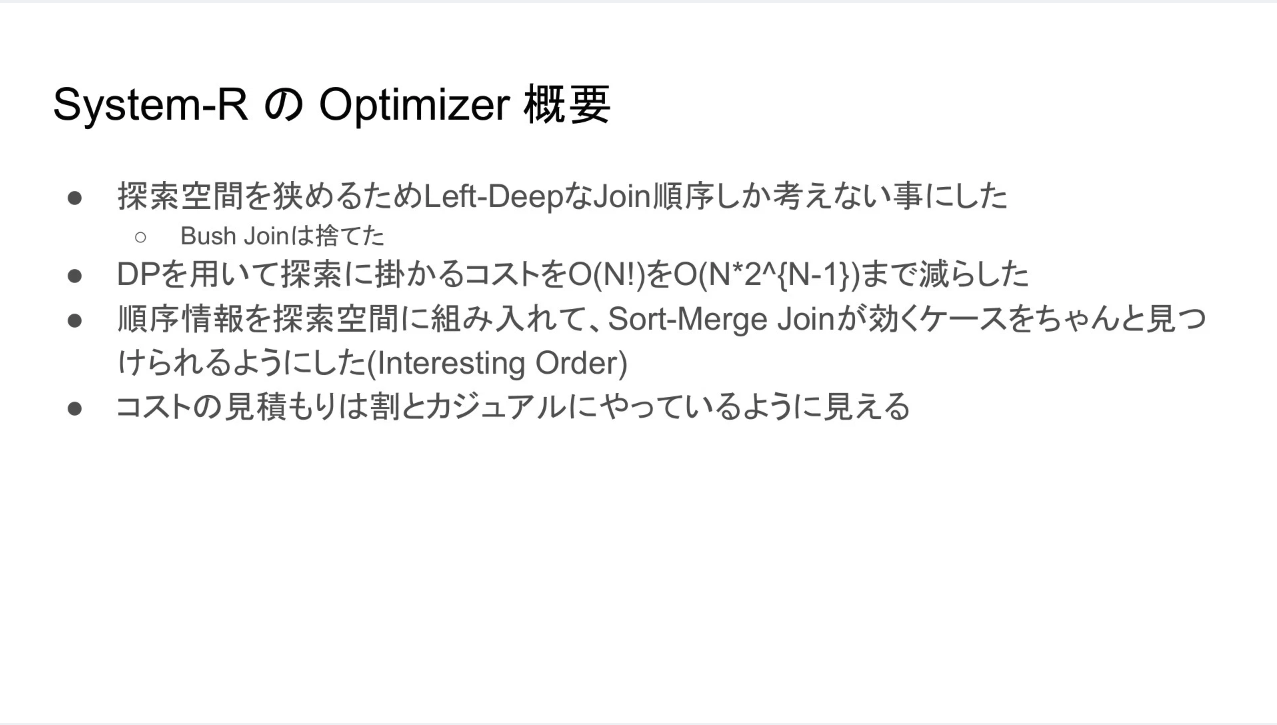 System-R の Optimizer 概要
● 探索空間を狭めるためLeft-DeepなJoin順序しか考えない事にした
○ Bush Joinは捨てた
● DPを用いて探索に掛かるコストをO(N!)をO(N*2^{N-1})まで減らした
● 順序情報を探索空間に組み入れて、Sort-Merge Joinが効くケースをちゃんと見つ
けられるようにした(Interesting Order)
● コストの見積もりは割とカジュアルにやっているように見える